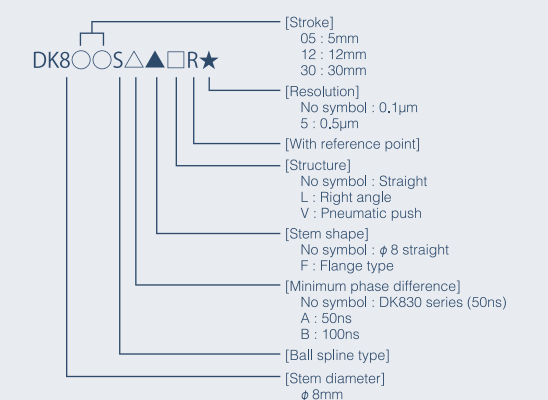 [Stroke]
05 : 5mm
12 : 12mm
30 : 30mm
DK8○○S△▲□R★
[Resolution]
No symbol : 0.1μm
5 : 0.5μm
[With reference point]
[Structure]
No symbol : Straight
L : Right angle
V : Pneumatic push
[Stem shape]
No symbol : ϕ8 straight
F : Flange type
[Minimum phase difference]
No symbol : DK830 series (50ns)
A : 50ns
B : 100ns
[Ball spline type]
[Stem diameter]
ϕ8mm